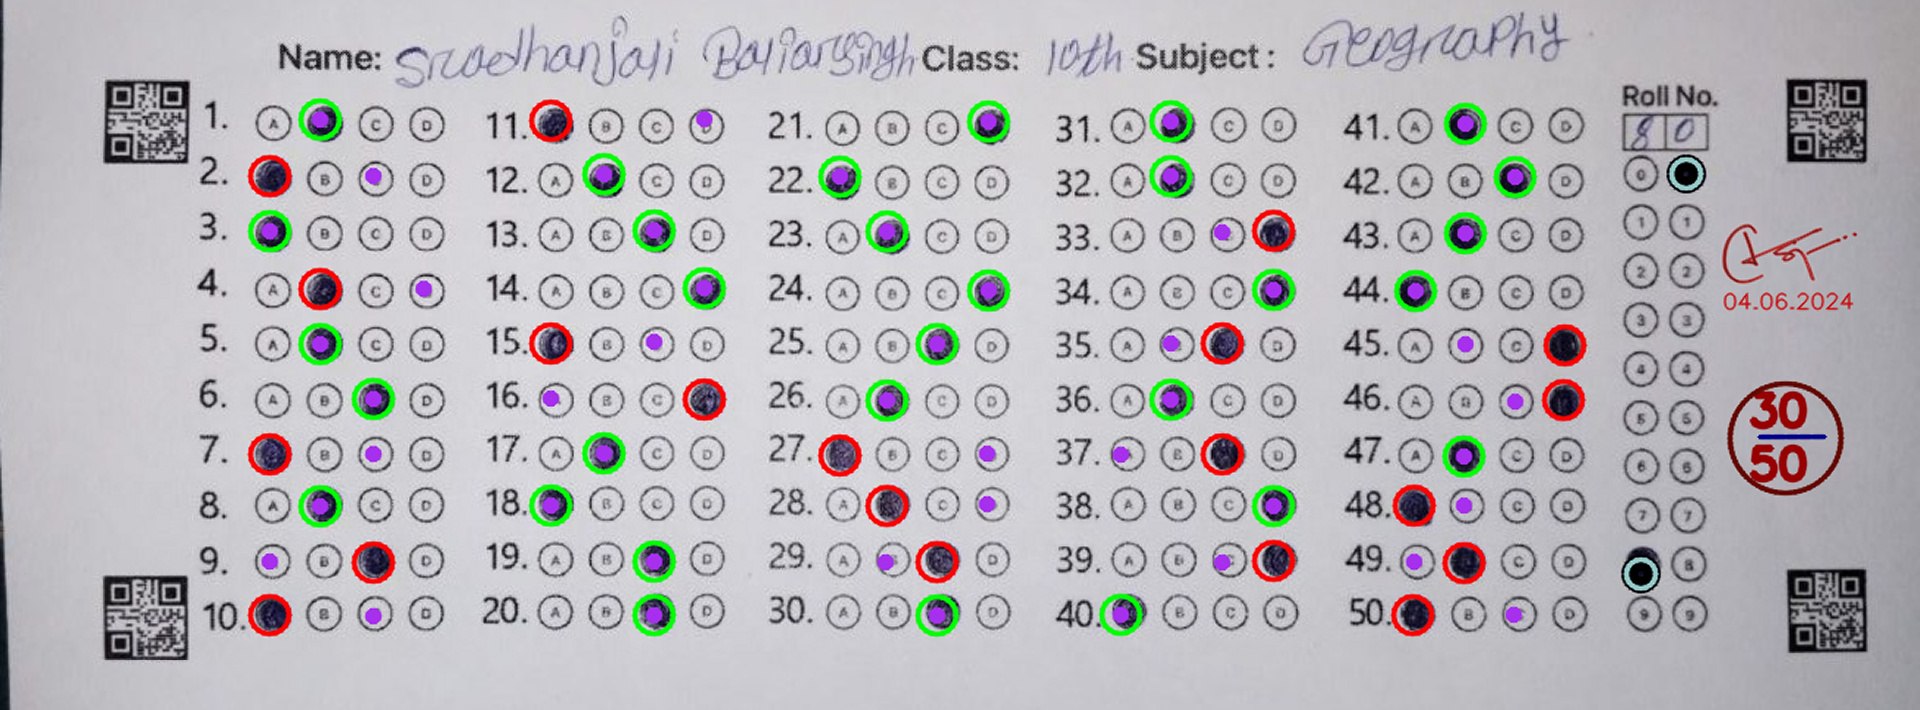 Name: Sradhanjali Baliarsingh Class: 10th Subject: Geography
Roll No.
8 0
1. A C D 11. B C D 21. A B C 31. A C D 41. A C D
2. B D 12. A C D 22. B C D 32. A C D 42. A B D 0
3. B C D 13. A B D 23. A C D 33. A B 43. A C D 1 1
4. A C 14. A B C 24. A B C 34. A B C 44. B C D 2 2
04.06.2024
5. A C D 15. B D 25. A B D 35. A D 45. A C 3 3
6. A B D 16. B C 26. A C D 36. A C D 46. A B 4 4
30
50
7. B D 17. A C D 27. B C 37. B D 47. A C D 5 5
8. A C D 18. B C D 28. A C 38. A B C 48. C D 6 6
9. B D 19. A B D 29. A D 39. A B 49. C D 7 7
10. B D 20. A B D 30. A B D 40. B C D 50. B D 8
9 9